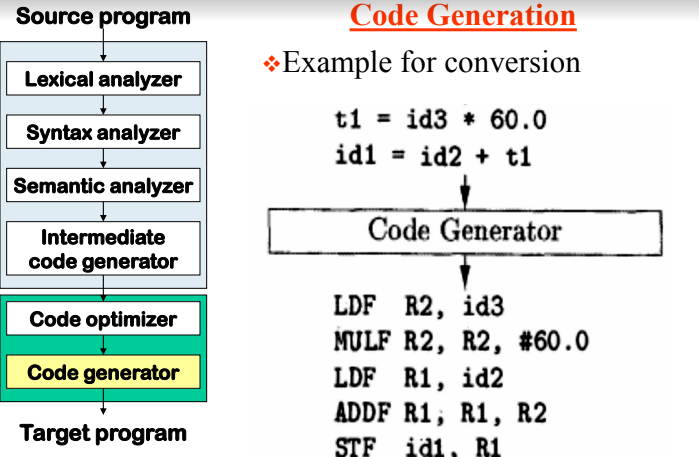 Source program
Lexical analyzer
Syntax analyzer
Semantic analyzer
Intermediate
code generator
Code optimizer
Code generator
Target program
Code Generation
❖Example for conversion
t1 = id3 * 60.0
id1 = id2 + t1
Code Generator
LDF R2, id3
MULF R2, R2, #60.0
LDF R1, id2
ADDF R1, R1, R2
STF id1, R1